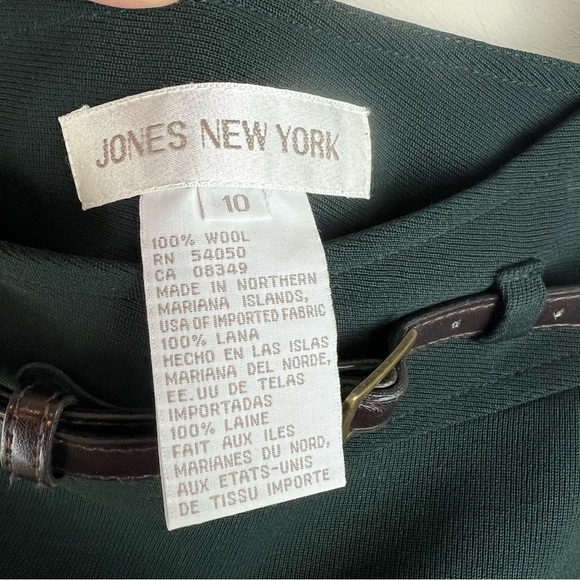 JONES NEW YORK
10
100% WOOL
RN 54050
CA 08349
MADE IN NORTHERN
MARIANA ISLANDS,
USA OF IMPORTED FABRIC
100% LANA
HECHO EN LAS ISLAS
MARIANA DEL NORDE,
EE.UU DE TELAS
IMPORTADAS
100% LAINE
FAIT AUX ILES
MARIANES DU NORD,
AUX ETATS-UNIS
DE TISSU IMPORTE